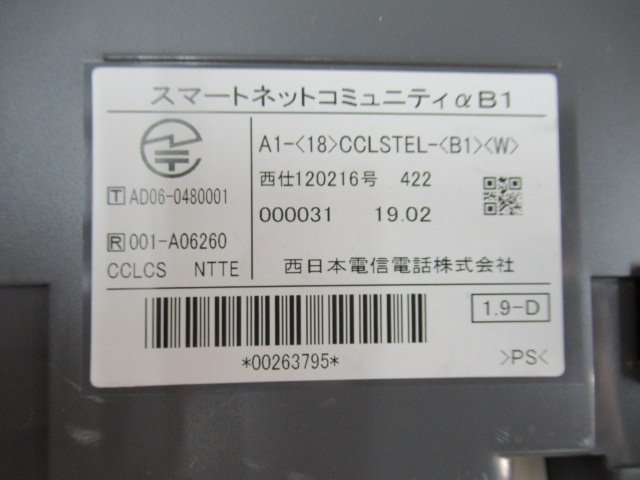 スマートネットコミュニティαB1
A1-<18>CCLSTEL-<B1><W>
T AD06-0480001
西仕120216号 422
000031 19.02
R 001-A06260
CCLCS NTTE
西日本電信電話株式会社
1.9-D
*00263795*
>PS<